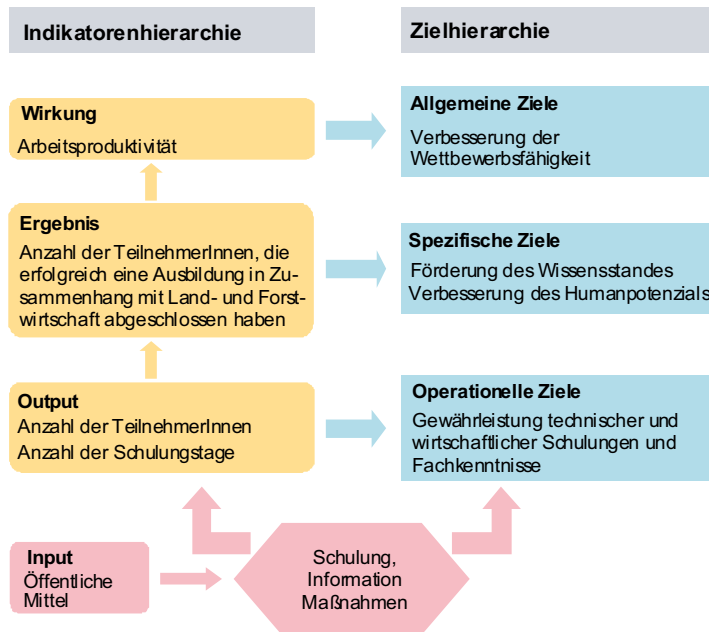 Indikatorenhierarchie
Zielhierarchie
Wirkung
Arbeitsproduktivität
Allgemeine Ziele
Verbesserung der
Wettbewerbsfähigkeit
Ergebnis
Anzahl der TeilnehmerInnen, die
erfolgreich eine Ausbildung in Zu-
sammenhang mit Land- und Forst-
wirtschaft abgeschlossen haben
Spezifische Ziele
Förderung des Wissensstandes
Verbesserung des Humanpotenzials
Output
Anzahl der TeilnehmerInnen
Anzahl der Schulungstage
Operationelle Ziele
Gewährleistung technischer und
wirtschaftlicher Schulungen und
Fachkenntnisse
Input
Öffentliche
Mittel
Schulung,
Information
Maßnahmen